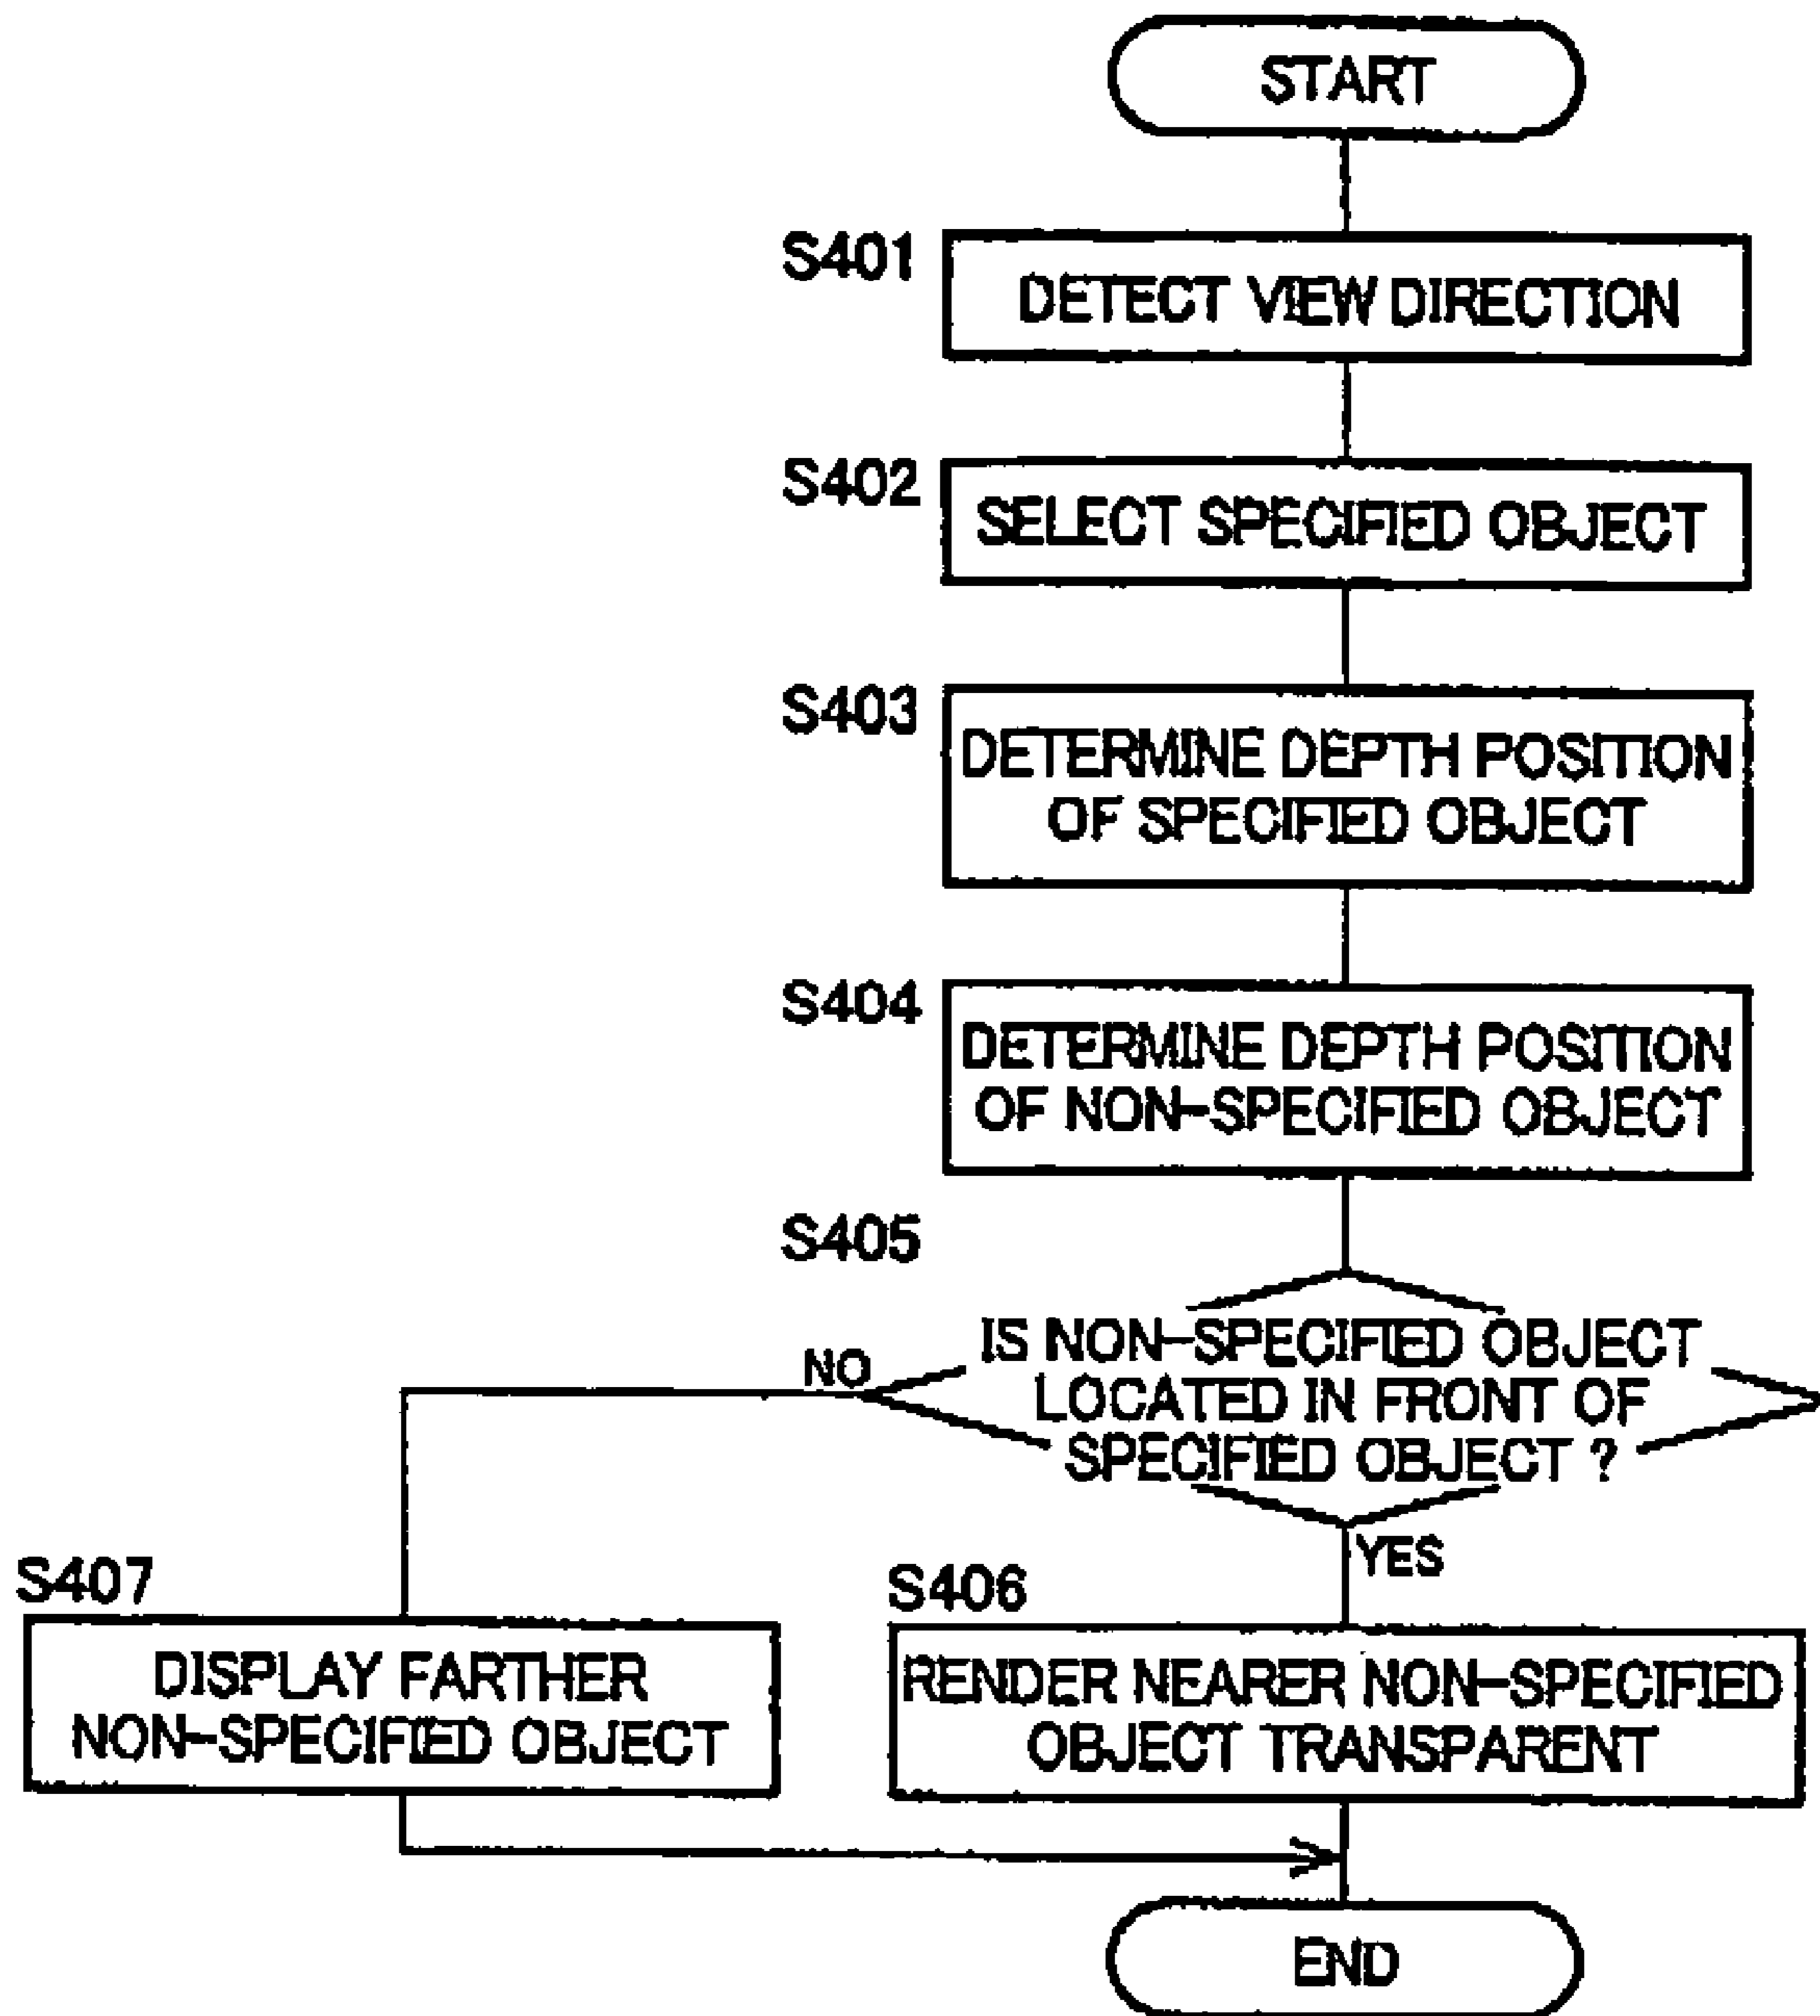 START
S401
DETECT VIEW DIRECTION
S402
SELECT SPECIFIED OBJECT
S403
DETERMINE DEPTH POSITION
OF SPECIFIED OBJECT
S404
DETERMINE DEPTH POSITION
OF NON-SPECIFIED OBJECT
S405
IS NON-SPECIFIED OBJECT
LOCATED IN FRONT OF
SPECIFIED OBJECT ?
NO
YES
S407
DISPLAY FARTHER
NON-SPECIFIED OBJECT
S406
RENDER NEARER NON-SPECIFIED
OBJECT TRANSPARENT
END